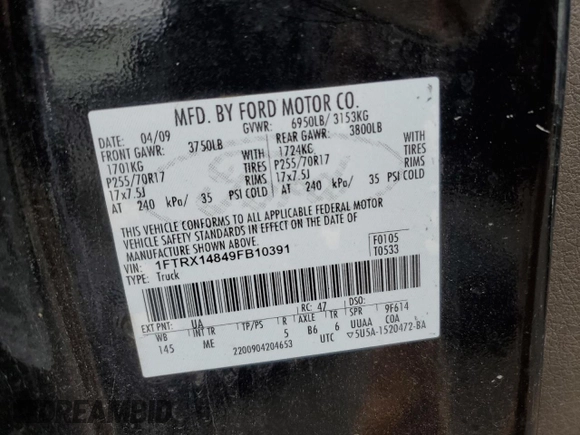 MFD. BY FORD MOTOR CO.
DATE: 04/09 GVWR: 6950LB/ 3153KG
FRONT GAWR: 3750LB REAR GAWR: 3800LB
1701KG WITH 1724KG WITH
P255/70R17 TIRES P255/70R17 TIRES
17x7.5J RIMS 17x7.5J RIMS
AT 240 kPa/ 35 PSI COLD AT 240 kPa/ 35 PSI COLD
THIS VEHICLE CONFORMS TO ALL APPLICABLE FEDERAL MOTOR
VEHICLE SAFETY STANDARDS IN EFFECT ON THE DATE OF
MANUFACTURE SHOWN ABOVE.
VIN: 1FTRX14849FB10391 F0105
TYPE: Truck T0533
EXT PNT: UA RC: 47 DSO:
WB INT TR TP/PS R AXLE TR SPR 9F614
145 ME 5 B6 6 UUAA COA
2200904204653 UTC ▽5U5A-1520472-BA
DREAMBID